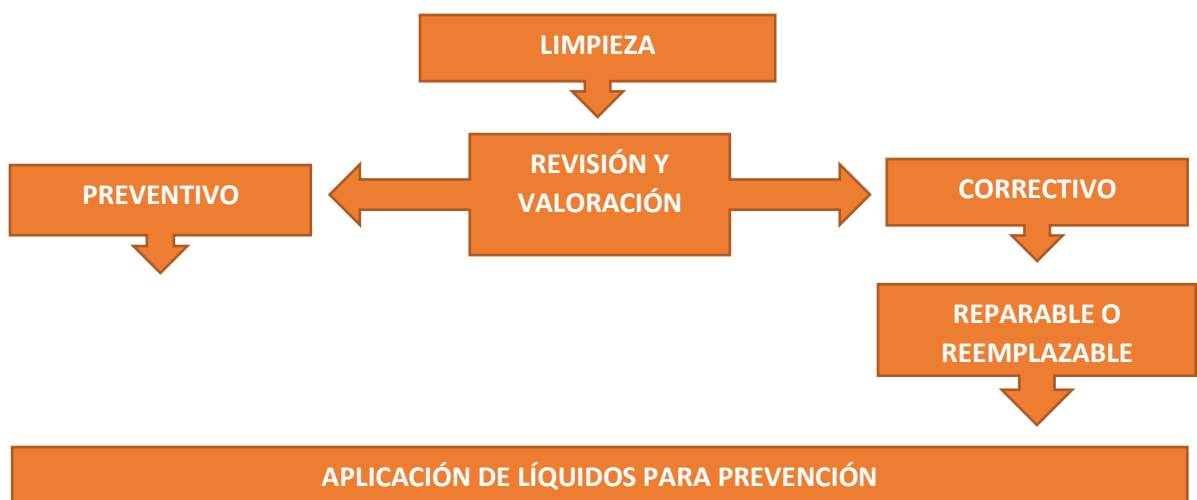 LIMPIEZA
REVISIÓN Y
VALORACIÓN
PREVENTIVO
CORRECTIVO
REPARABLE O
REEMPLAZABLE
APLICACIÓN DE LÍQUIDOS PARA PREVENCIÓN